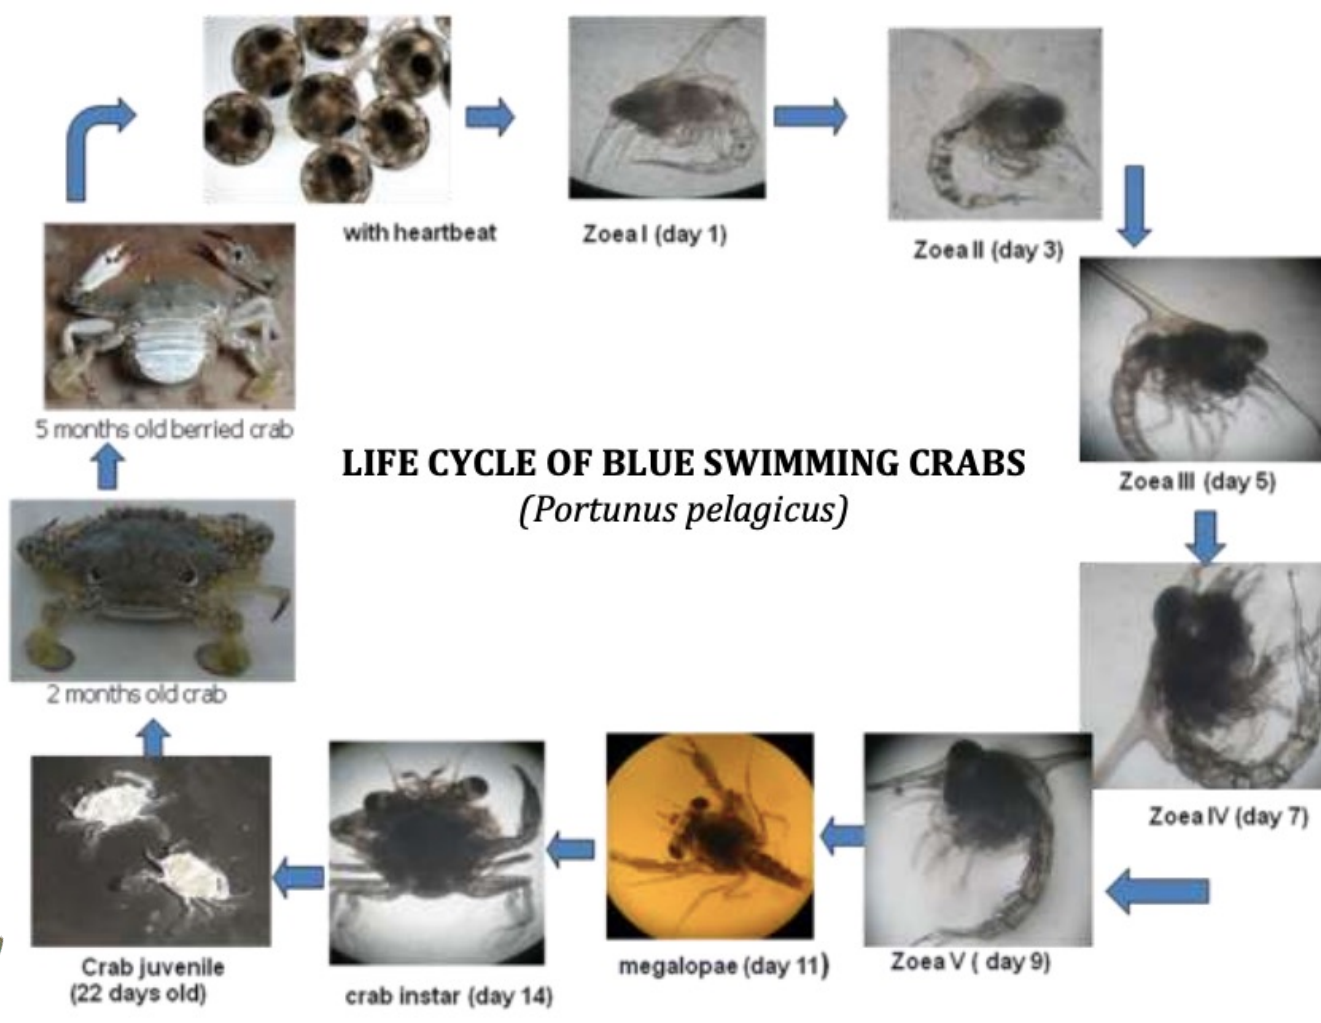 with heartbeat
Zoea I (day 1)
Zoea II (day 3)
Zoea III (day 5)
Zoea IV (day 7)
Zoea V ( day 9)
megalopae (day 11)
crab instar (day 14)
Crab juvenile
(22 days old)
2 months old crab
5 months old berried crab
LIFE CYCLE OF BLUE SWIMMING CRABS
(Portunus pelagicus)